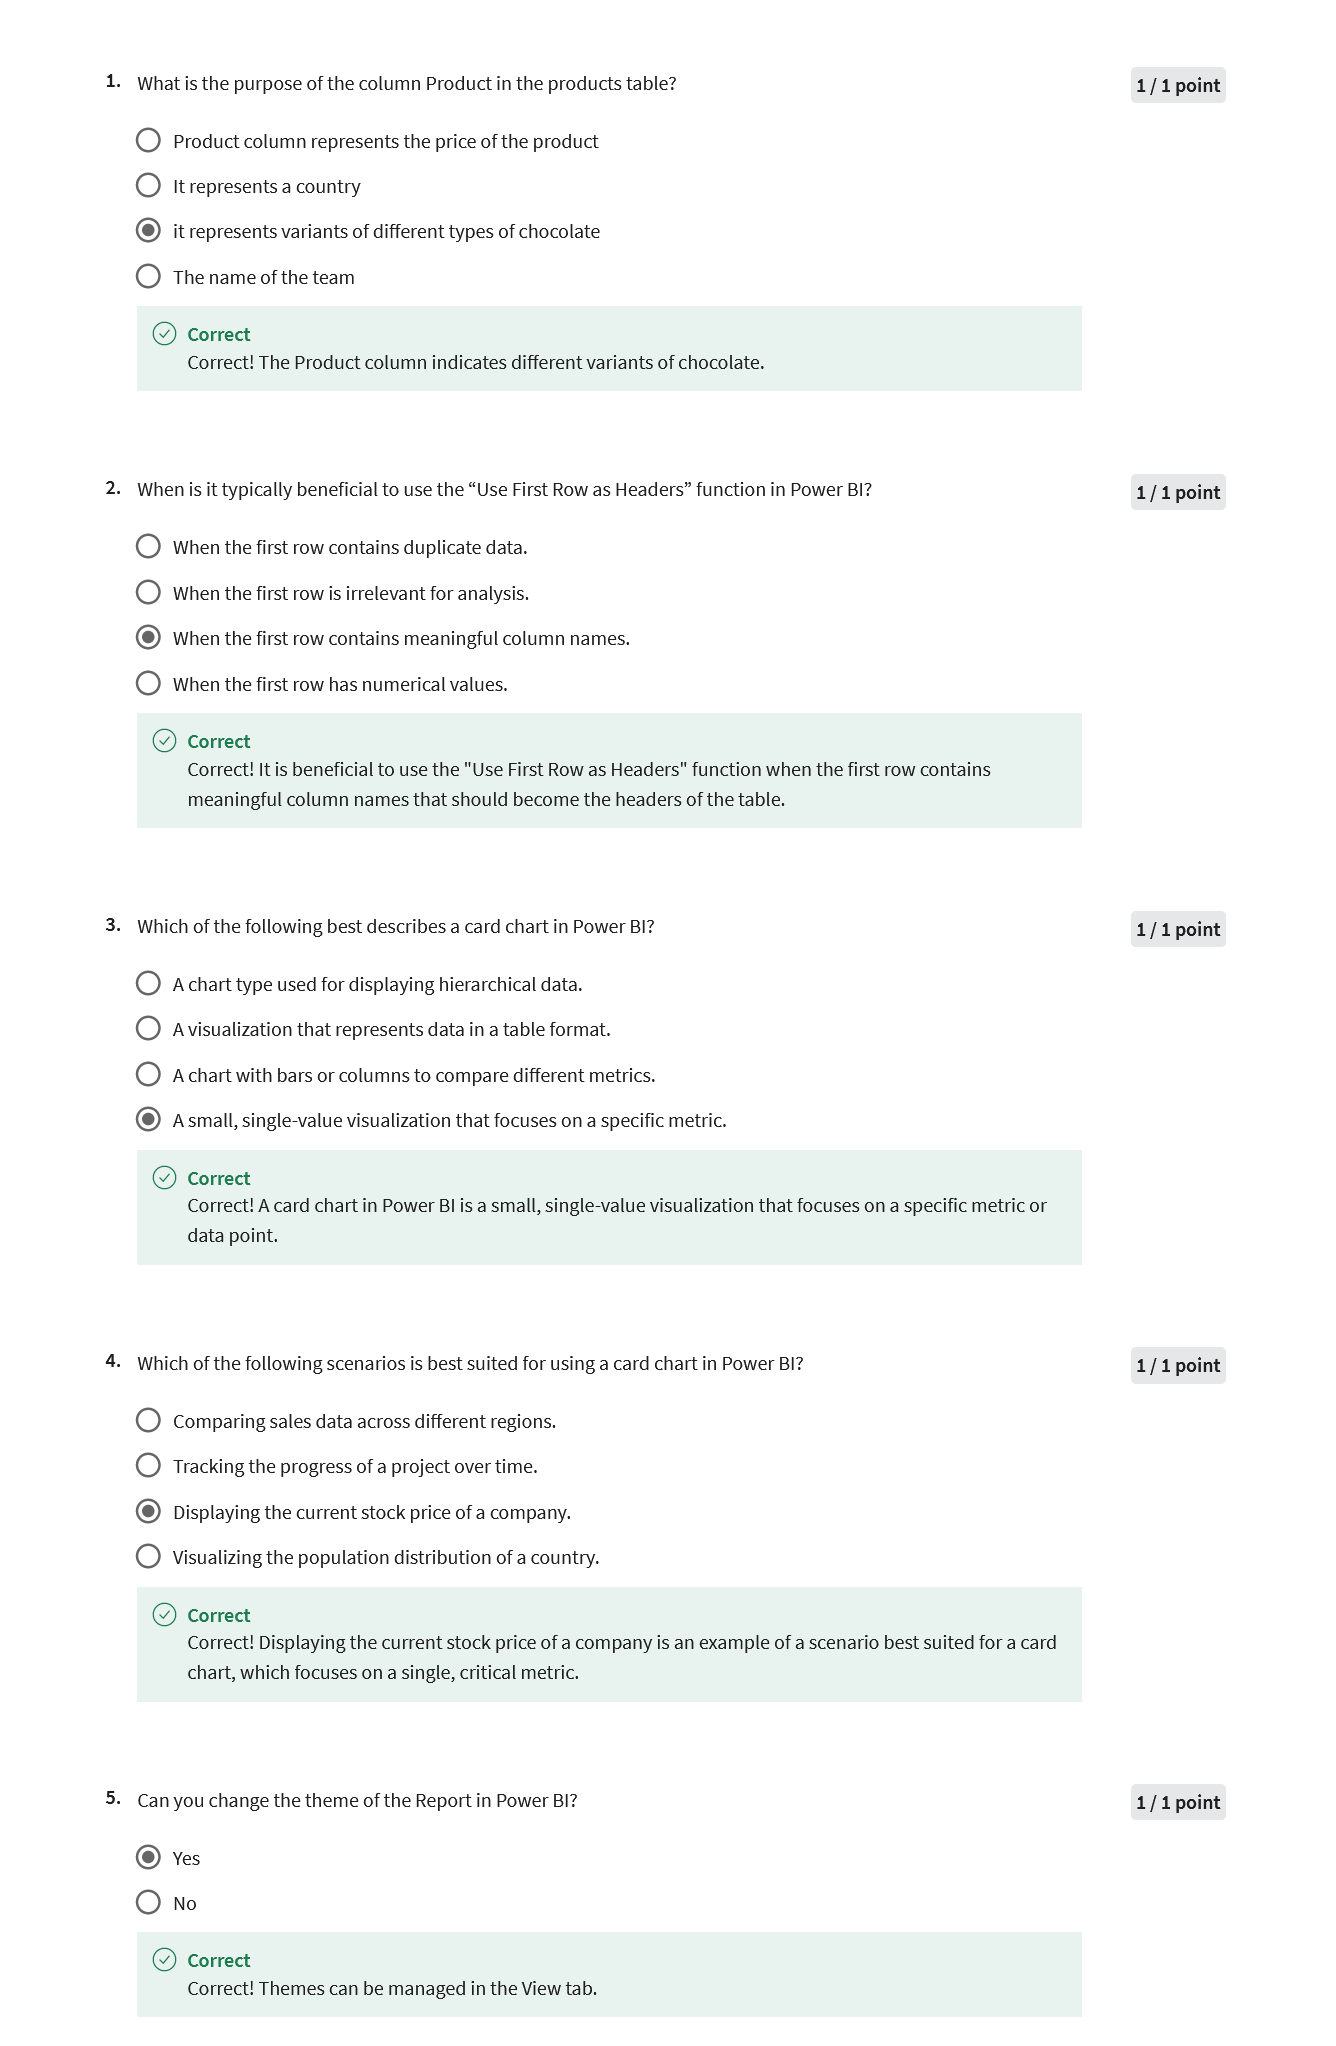 1. What is the purpose of the column Product in the products table?
1 / 1 point
Product column represents the price of the product
It represents a country
it represents variants of different types of chocolate
The name of the team
Correct
Correct! The Product column indicates different variants of chocolate.
2. When is it typically beneficial to use the “Use First Row as Headers” function in Power BI?
1 / 1 point
When the first row contains duplicate data.
When the first row is irrelevant for analysis.
When the first row contains meaningful column names.
When the first row has numerical values.
Correct
Correct! It is beneficial to use the "Use First Row as Headers" function when the first row contains
meaningful column names that should become the headers of the table.
3. Which of the following best describes a card chart in Power BI?
1 / 1 point
A chart type used for displaying hierarchical data.
A visualization that represents data in a table format.
A chart with bars or columns to compare different metrics.
A small, single-value visualization that focuses on a specific metric.
Correct
Correct! A card chart in Power BI is a small, single-value visualization that focuses on a specific metric or
data point.
4. Which of the following scenarios is best suited for using a card chart in Power BI?
1 / 1 point
Comparing sales data across different regions.
Tracking the progress of a project over time.
Displaying the current stock price of a company.
Visualizing the population distribution of a country.
Correct
Correct! Displaying the current stock price of a company is an example of a scenario best suited for a card
chart, which focuses on a single, critical metric.
5. Can you change the theme of the Report in Power BI?
1 / 1 point
Yes
No
Correct
Correct! Themes can be managed in the View tab.